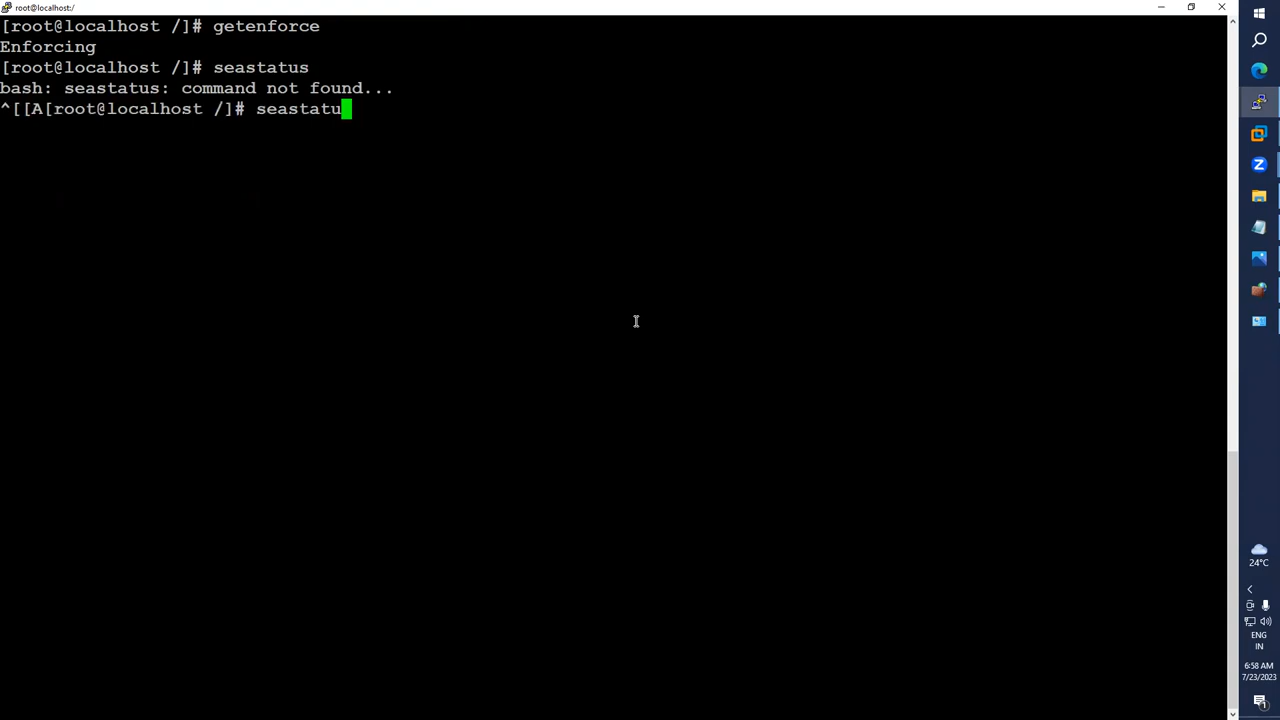 root@localhost:/
[root@localhost /]# getenforce
Enforcing
[root@localhost /]# seastatus
bash: seastatus: command not found...
^[[A[root@localhost /]# seastatu
24°C
ENG
IN
6:58 AM
7/23/2023
1